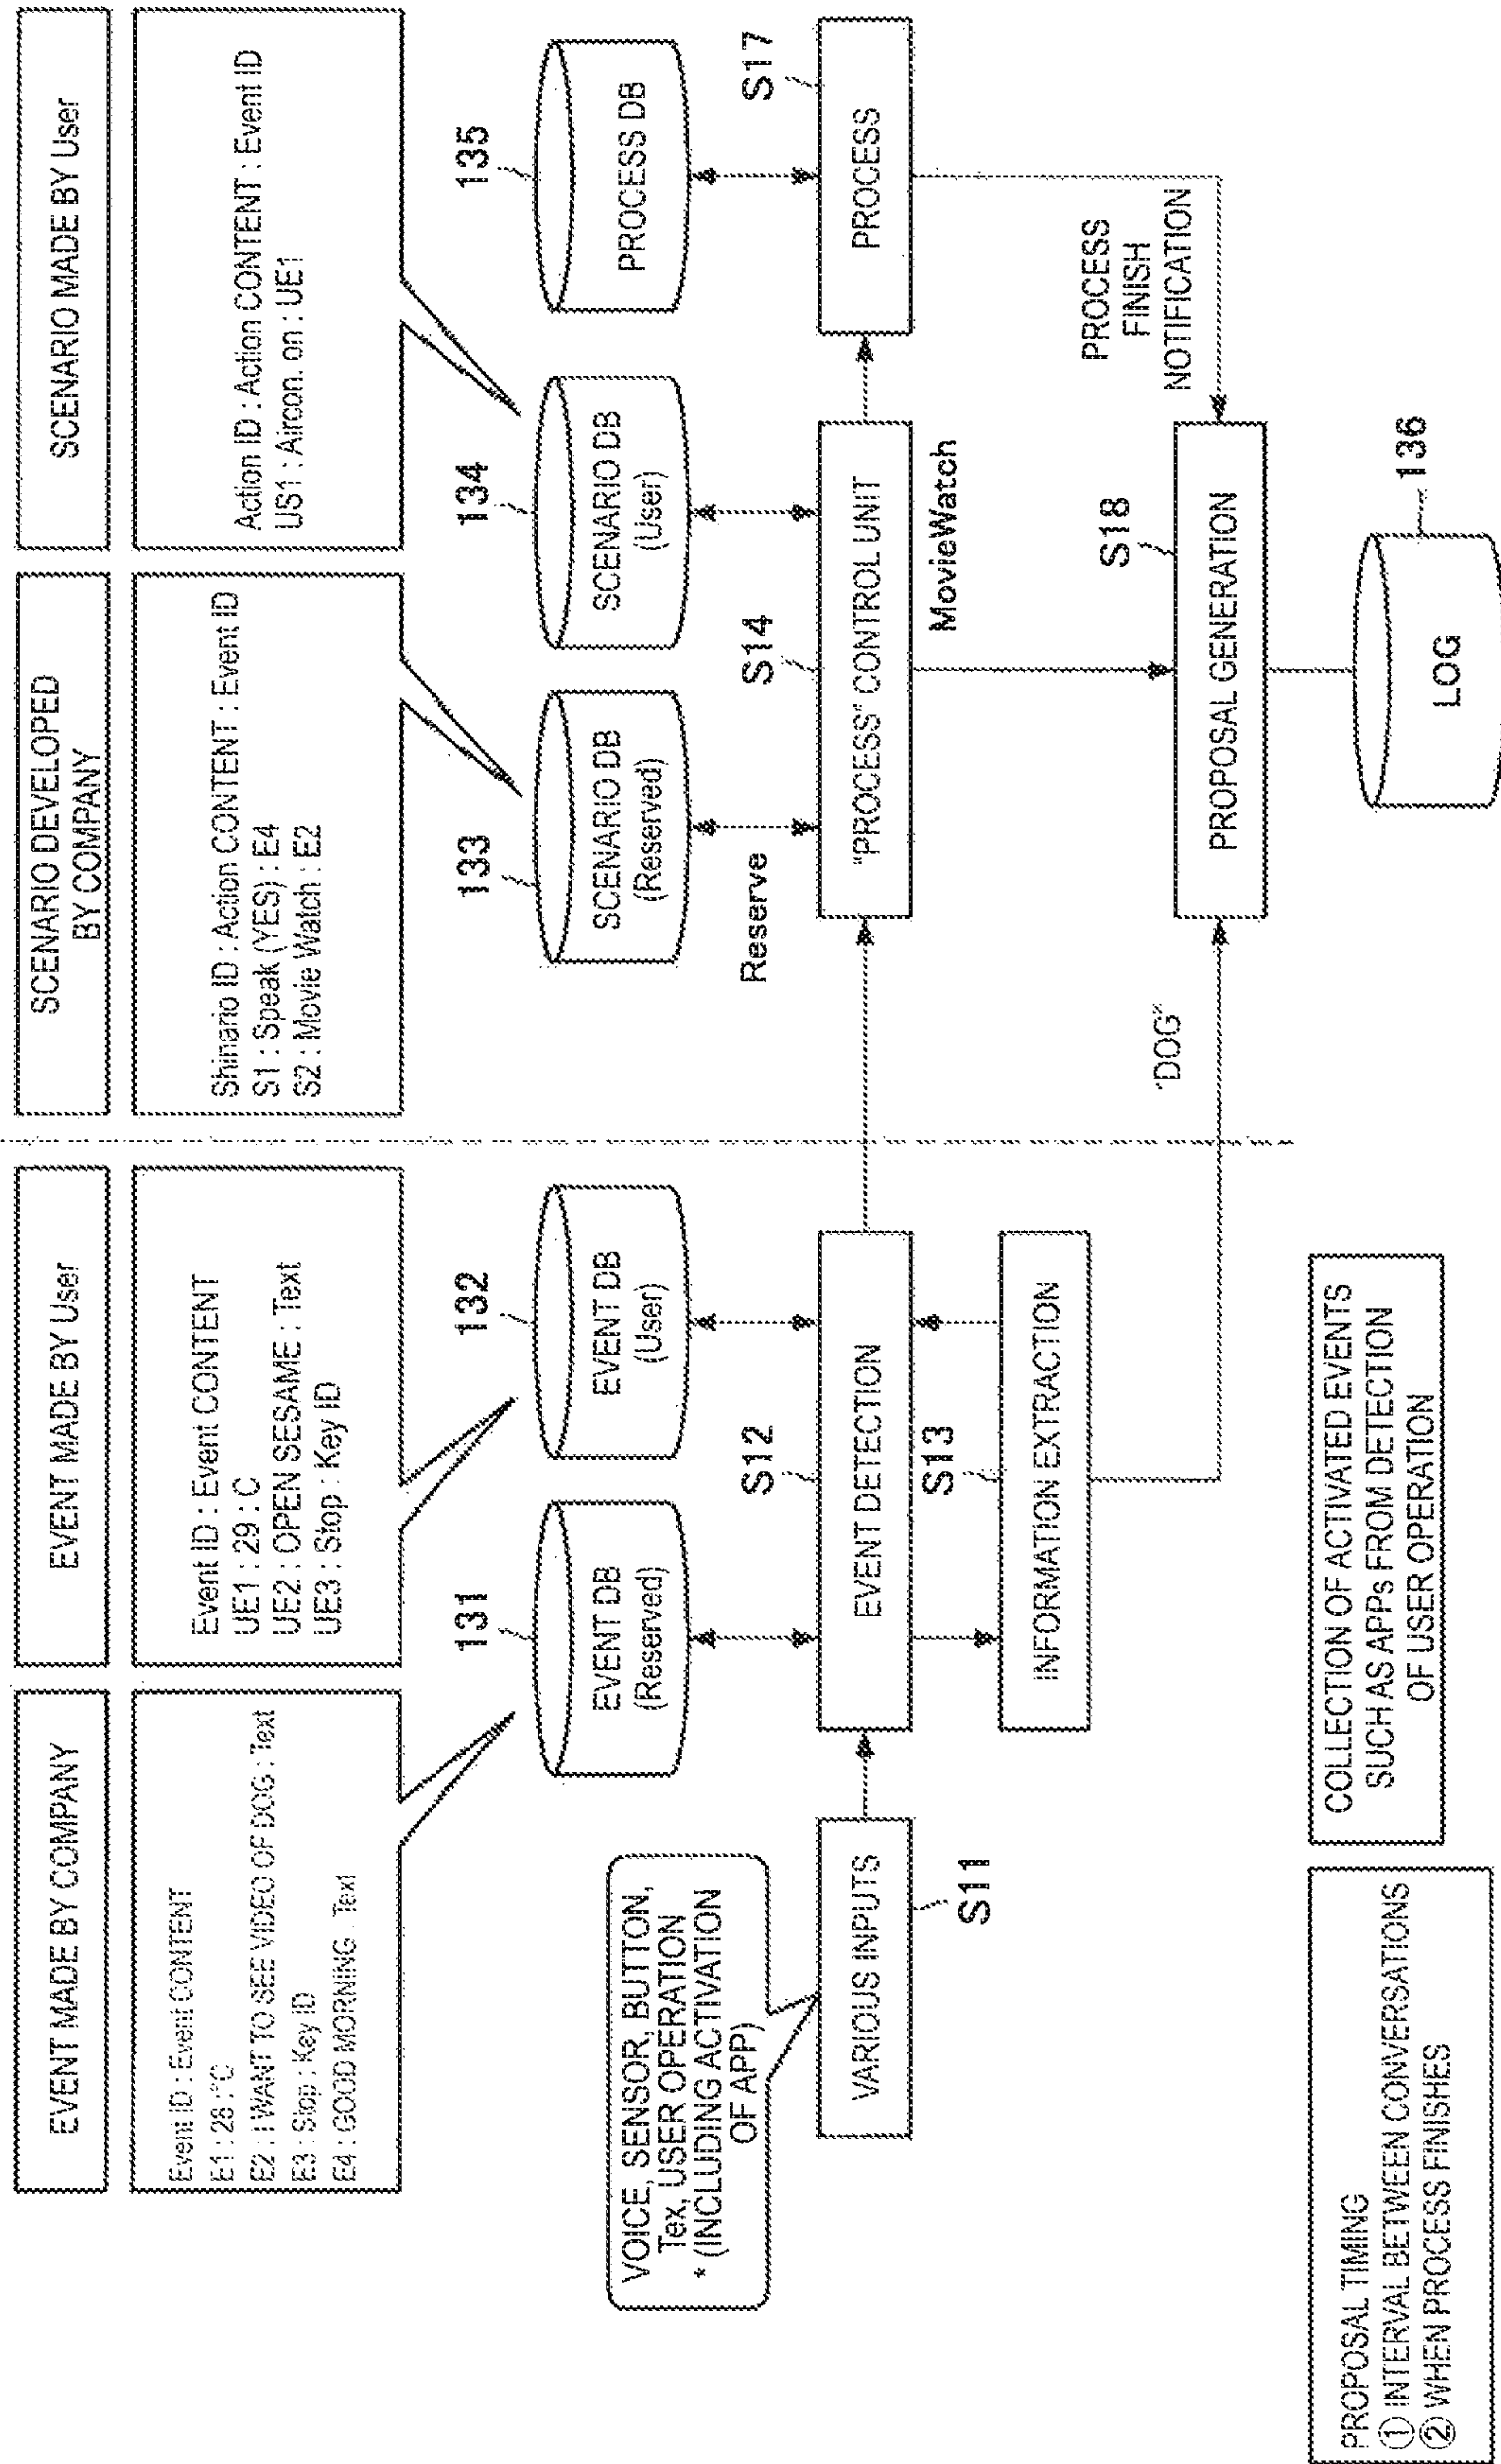 EVENT MADE BY COMPANY
Event ID : Event CONTENT
E1 : 28 : °C
E2 : I WANT TO SEE VIDEO OF DOG : Text
E3 : Stop : Key ID
E4 : GOOD MORNING : Text
EVENT MADE BY User
Event ID : Event CONTENT
UE1 : 29 : C
UE2 : OPEN SESAME : Text
UE3 : Stop : Key ID
SCENARIO DEVELOPED
BY COMPANY
Shinario ID : Action CONTENT : Event ID
S1 : Speak (YES) : E4
S2 : Movie Watch : E2
SCENARIO MADE BY User
Action ID : Action CONTENT : Event ID
US1 : Aircon. on : UE1
131
EVENT DB
(Reserved)
132
EVENT DB
(User)
133
SCENARIO DB
(Reserved)
134
SCENARIO DB
(User)
135
PROCESS DB
VOICE, SENSOR, BUTTON,
Tex, USER OPERATION
* (INCLUDING ACTIVATION
OF APP)
VARIOUS INPUTS
S11
S12
EVENT DETECTION
S13
INFORMATION EXTRACTION
Reserve
S14
"PROCESS" CONTROL UNIT
MovieWatch
S17
PROCESS
PROCESS
FINISH
NOTIFICATION
"DOG"
S18
PROPOSAL GENERATION
136
LOG
PROPOSAL TIMING
① INTERVAL BETWEEN CONVERSATIONS
② WHEN PROCESS FINISHES
COLLECTION OF ACTIVATED EVENTS
SUCH AS APPs FROM DETECTION
OF USER OPERATION